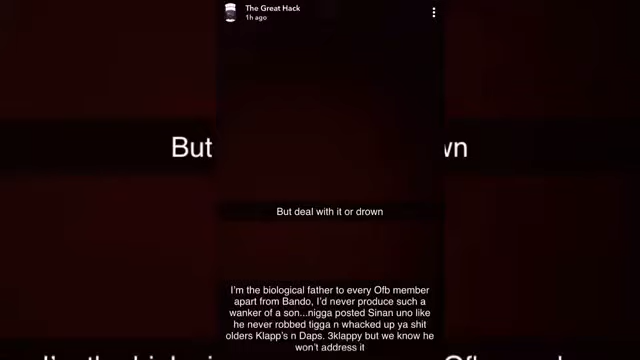 The Great Hack
1h ago
But
wn
But deal with it or drown
I'm the biological father to every Ofb member
apart from Bando, I'd never produce such a
wanker of a son...nigga posted Sinan uno like
he never robbed tigga n whacked up ya shit
olders Klapp's n Daps. 3klappy but we know he
won't address it